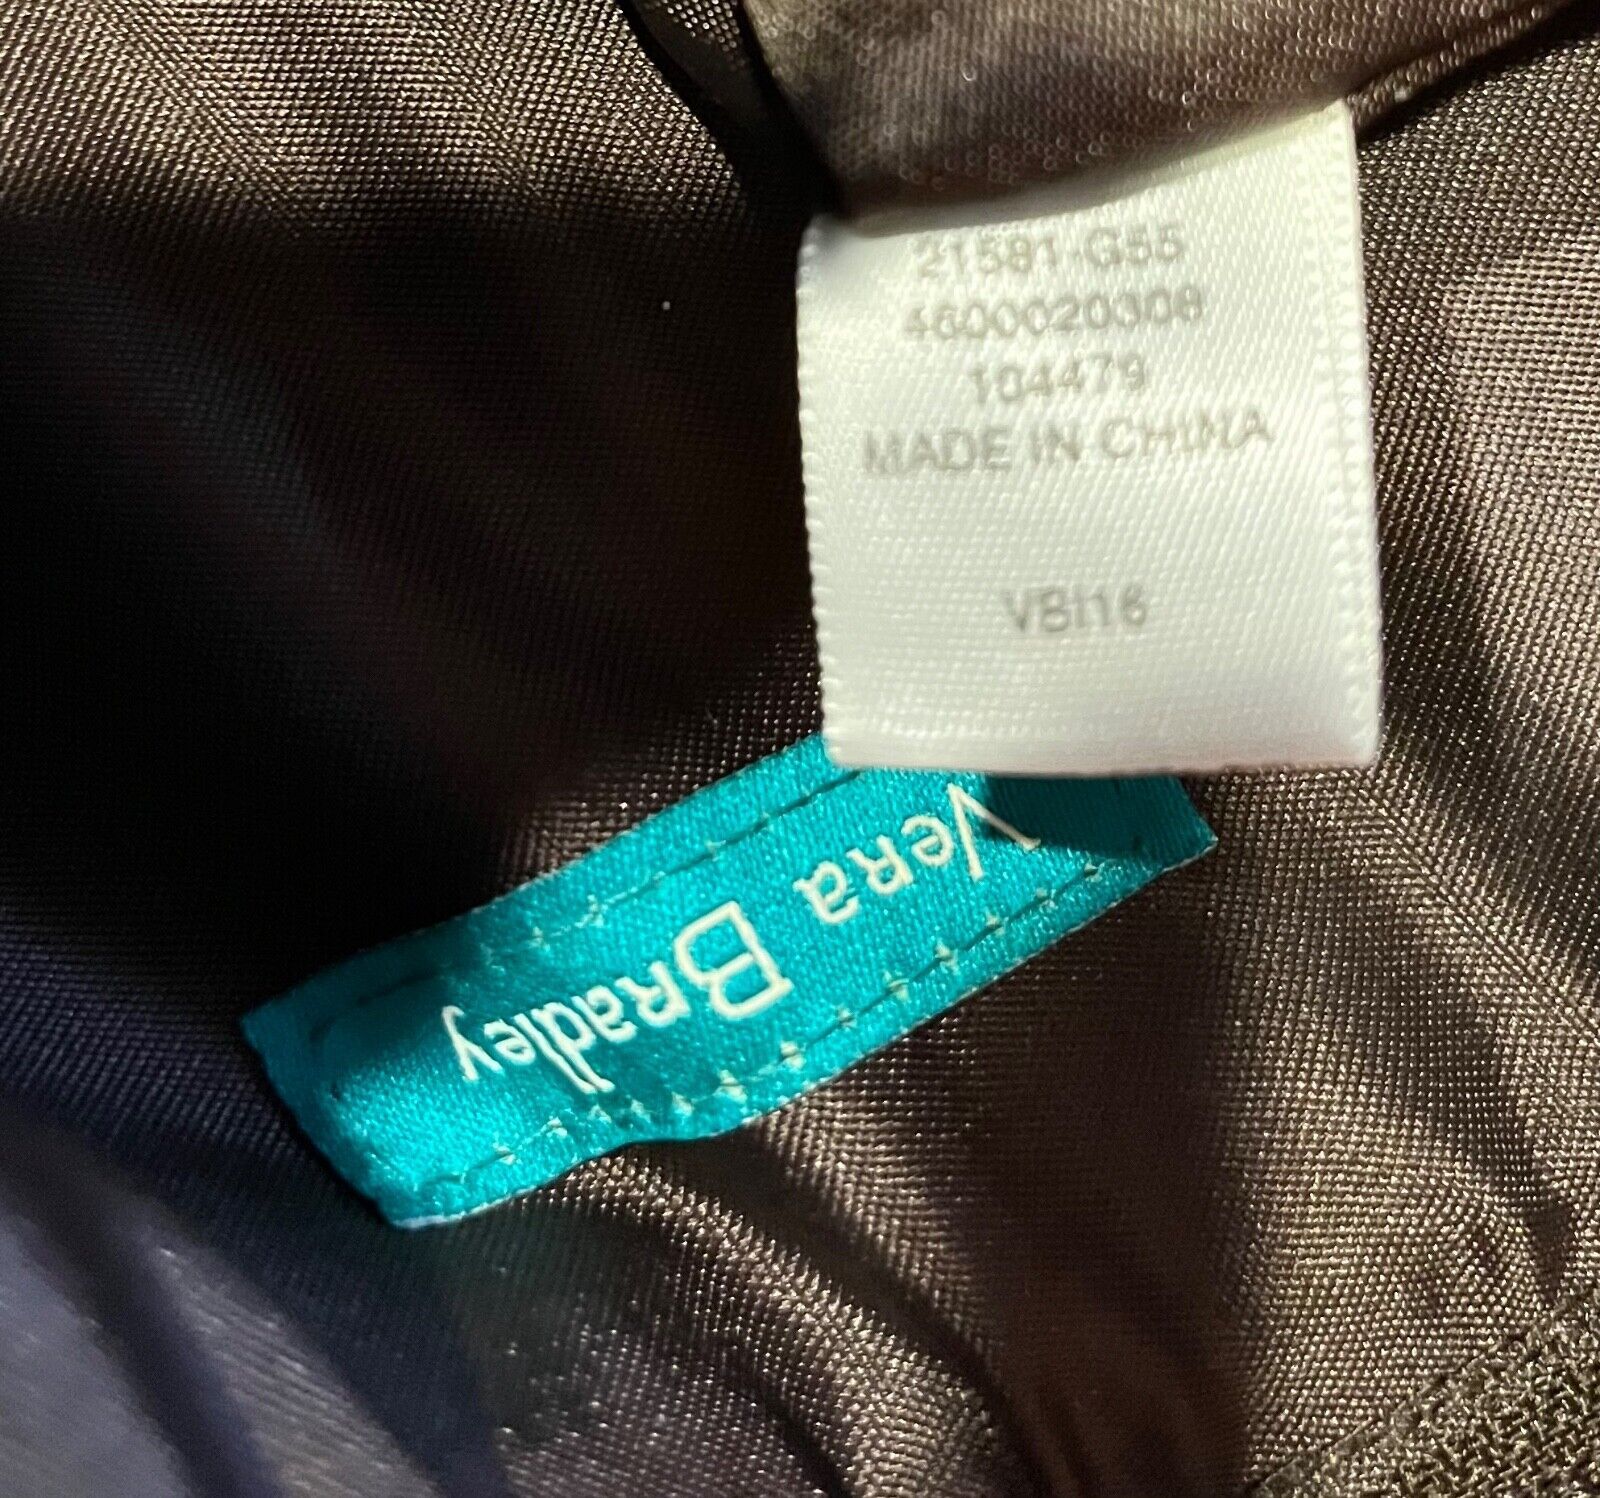 21581-G55
4600020308
104479
MADE IN CHINA
VBI16
Vera Bradley